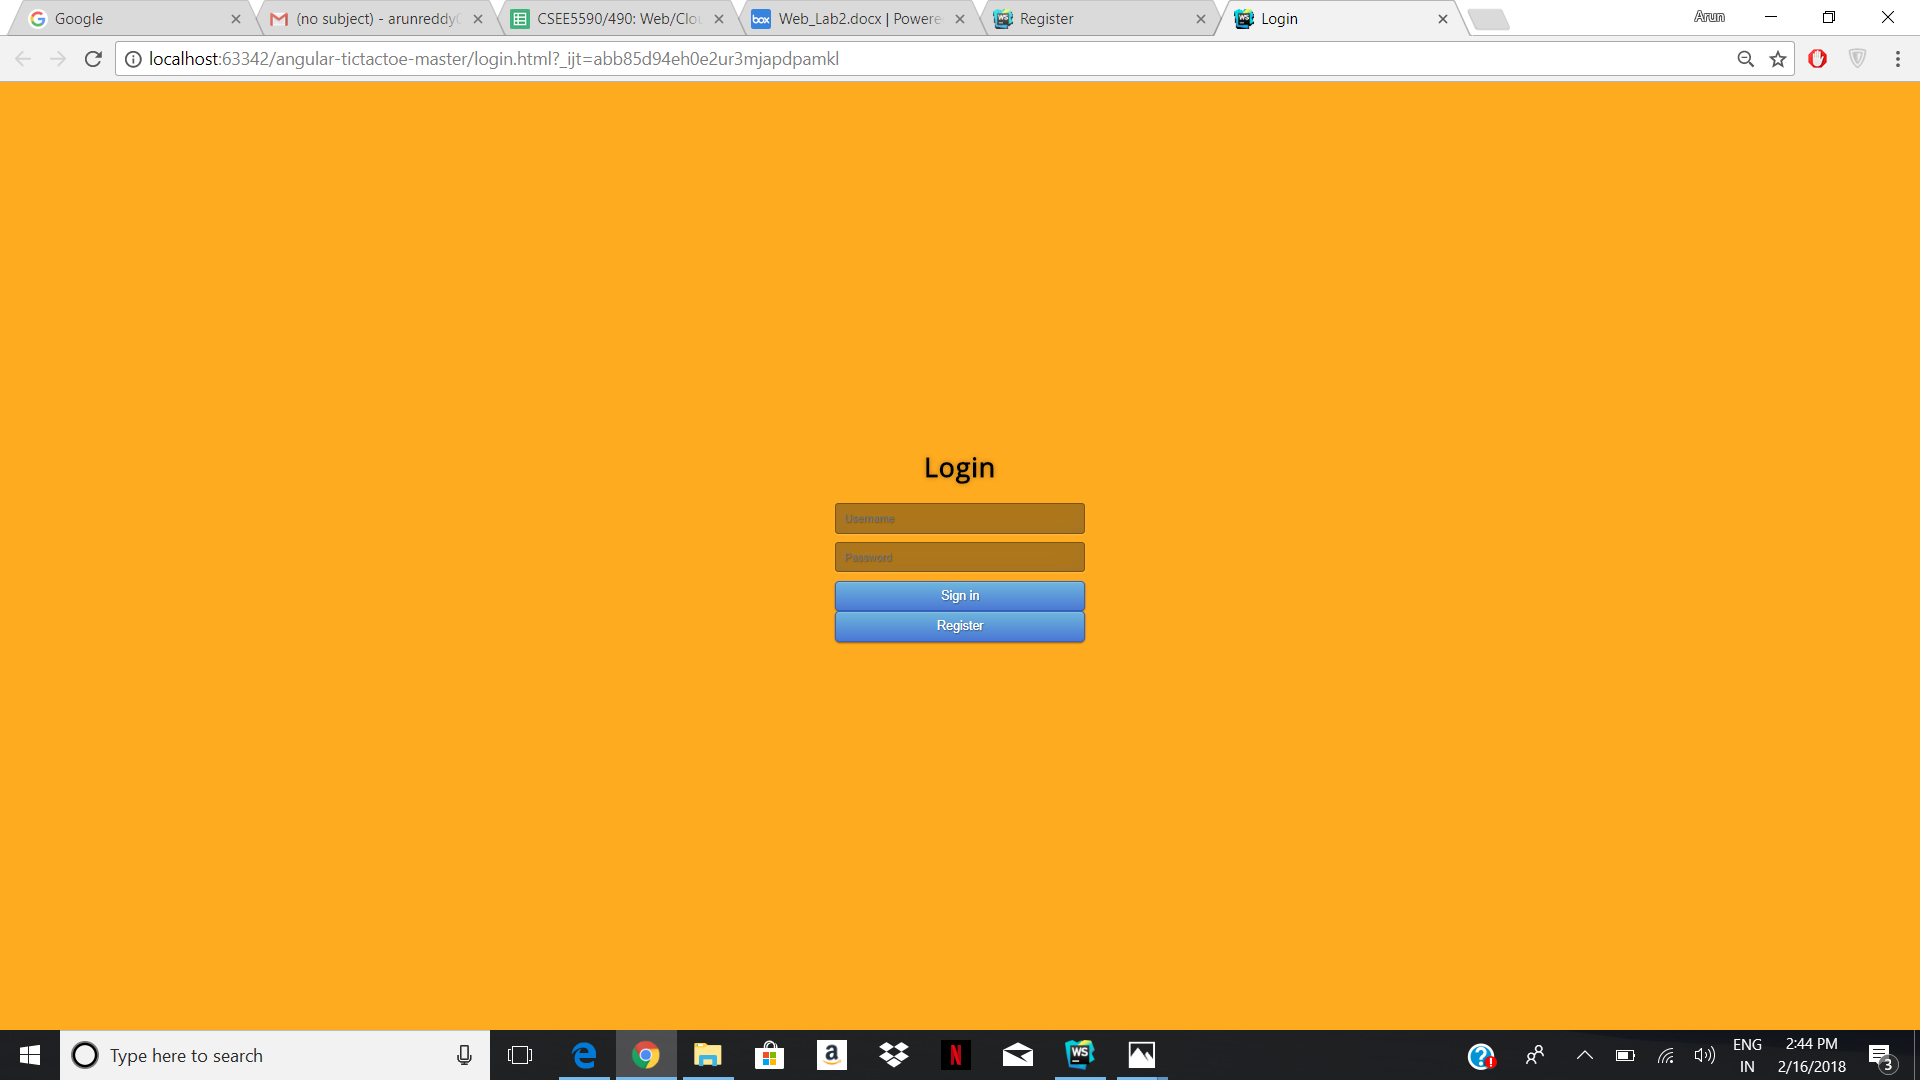 Google
(no subject) - arunreddy
CSEE5590/490: Web/Clou
Web_Lab2.docx | Powere
Register
Login
Arun
localhost:63342/angular-tictactoe-master/login.html?_ijt=abb85d94eh0e2ur3mjapdpamkl
Login
Username
Password
Sign in
Register
Type here to search
WS
ENG
IN
2:44 PM
2/16/2018
3